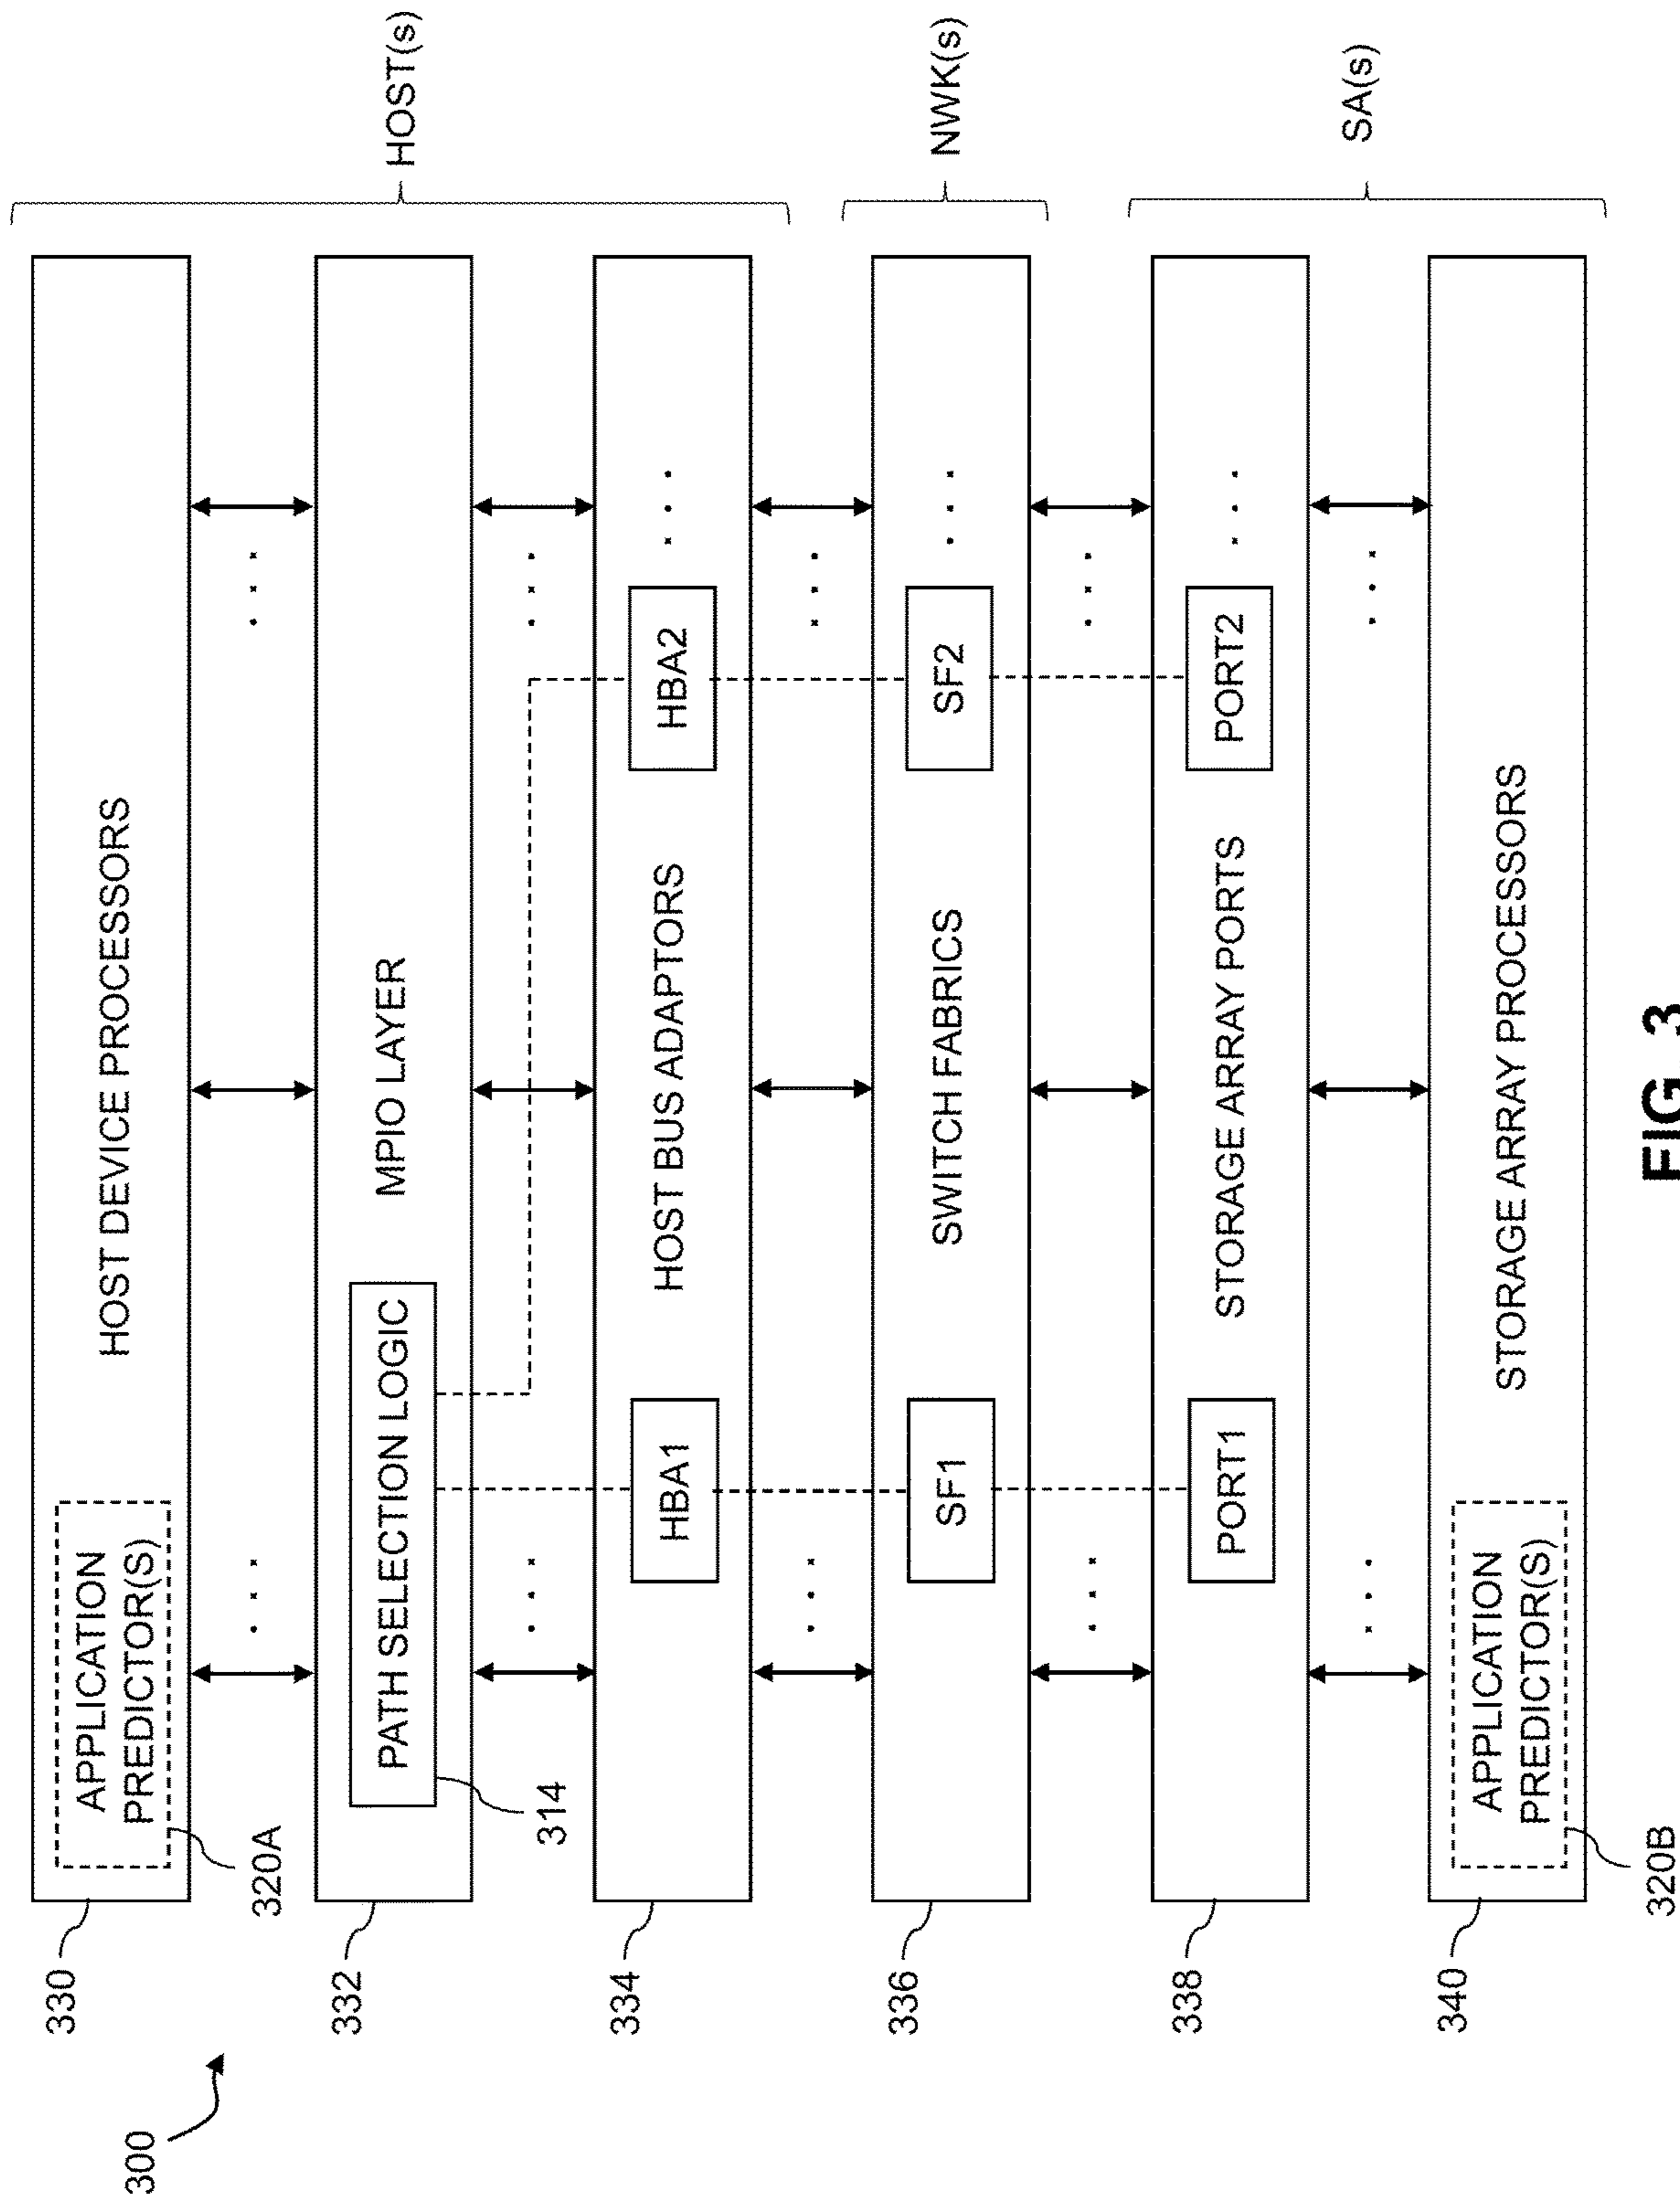 300
330
HOST DEVICE PROCESSORS
APPLICATION
PREDICTOR(S)
320A
332
MPIO LAYER
PATH SELECTION LOGIC
314
334
HOST BUS ADAPTORS
HBA1
HBA2
HOST(s)
336
SWITCH FABRICS
SF1
SF2
NWK(s)
338
STORAGE ARRAY PORTS
PORT1
PORT2
340
STORAGE ARRAY PROCESSORS
APPLICATION
PREDICTOR(S)
320B
SA(s)
FIG. 3